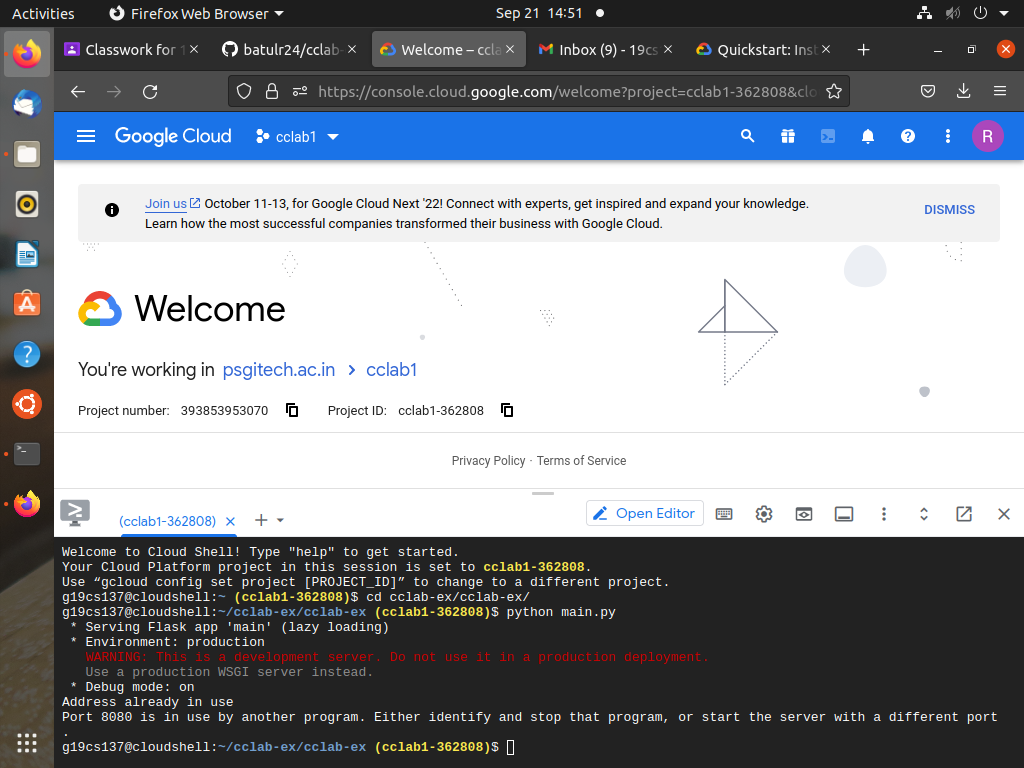 Activities
Firefox Web Browser
Sep 21 14:51
Classwork for 1
batulr24/cclab-
Welcome – ccla
Inbox (9) - 19cs
Quickstart: Inst
https://console.cloud.google.com/welcome?project=cclab1-362808&clo
Google Cloud
cclab1
R
Join us October 11-13, for Google Cloud Next '22! Connect with experts, get inspired and expand your knowledge.
Learn how the most successful companies transformed their business with Google Cloud.
DISMISS
Welcome
You're working in psgitech.ac.in > cclab1
Project number: 393853953070
Project ID: cclab1-362808
Privacy Policy · Terms of Service
(cclab1-362808)
Open Editor
Welcome to Cloud Shell! Type "help" to get started.
Your Cloud Platform project in this session is set to cclab1-362808.
Use “gcloud config set project [PROJECT_ID]” to change to a different project.
g19cs137@cloudshell:~ (cclab1-362808)$ cd cclab-ex/cclab-ex/
g19cs137@cloudshell:~/cclab-ex/cclab-ex (cclab1-362808)$ python main.py
* Serving Flask app 'main' (lazy loading)
* Environment: production
WARNING: This is a development server. Do not use it in a production deployment.
Use a production WSGI server instead.
* Debug mode: on
Address already in use
Port 8080 is in use by another program. Either identify and stop that program, or start the server with a different port
.
g19cs137@cloudshell:~/cclab-ex/cclab-ex (cclab1-362808)$